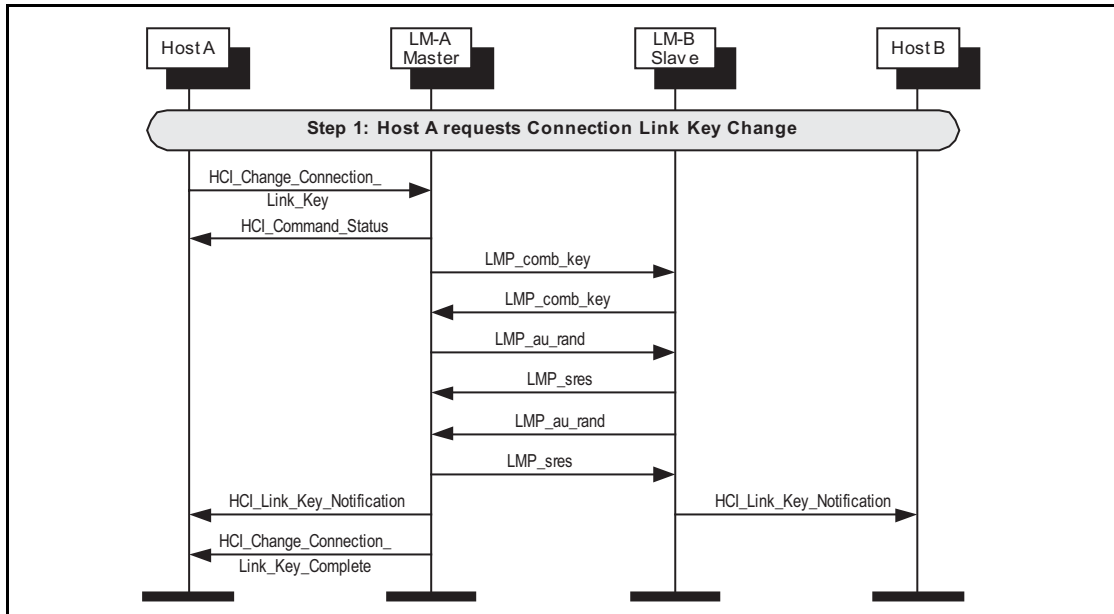 Host A
LM-A
Master
LM-B
Slave
Host B
Step 1: Host A requests Connection Link Key Change
HCI_Change_Connection_
Link_Key
HCI_Command_Status
LMP_comb_key
LMP_comb_key
LMP_au_rand
LMP_sres
LMP_au_rand
LMP_sres
HCI_Link_Key_Notification
HCI_Link_Key_Notification
HCI_Change_Connection_
Link_Key_Complete